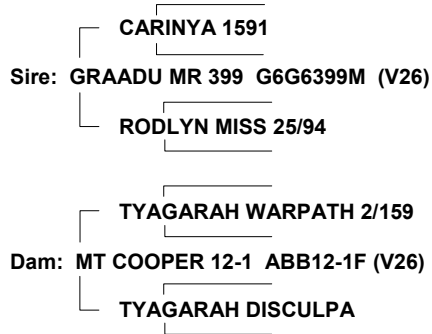 CARINYA 1591
Sire: GRAADU MR 399 G6G6399M (V26)
RODLYN MISS 25/94
TYAGARAH WARPATH 2/159
Dam: MT COOPER 12-1 ABB12-1F (V26)
TYAGARAH DISCULPA